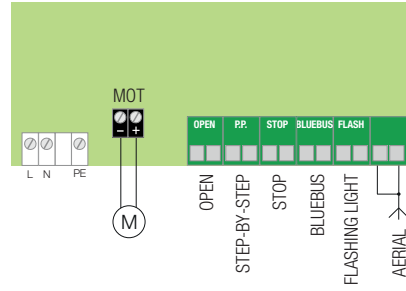 MOT
- +
OPEN P.P. STOP BLUEBUS FLASH
L N PE
M
OPEN
STEP-BY-STEP
STOP
BLUEBUS
FLASHING LIGHT
AERIAL